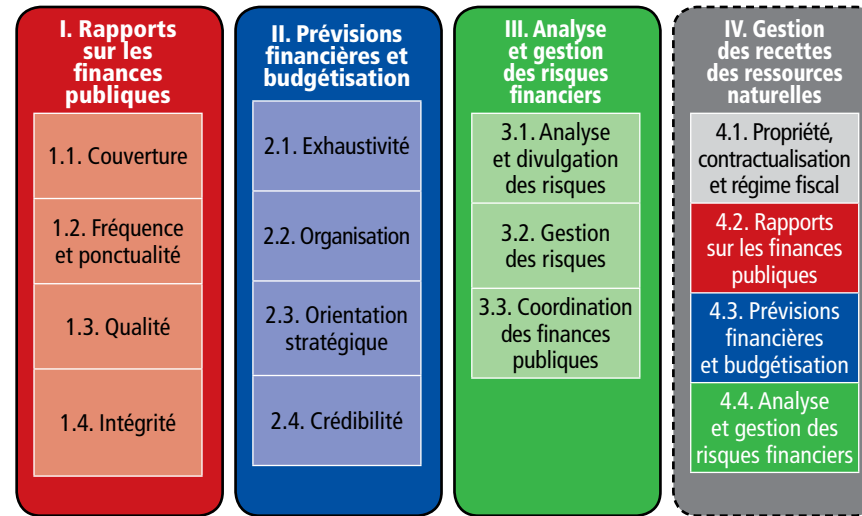 I. Rapports
sur les
finances
publiques
1.1. Couverture
1.2. Fréquence
et ponctualité
1.3. Qualité
1.4. Intégrité
II. Prévisions
financières et
budgétisation
2.1. Exhaustivité
2.2. Organisation
2.3. Orientation
stratégique
2.4. Crédibilité
III. Analyse
et gestion
des risques
financiers
3.1. Analyse
et divulgation
des risques
3.2. Gestion
des risques
3.3. Coordination
des finances
publiques
IV. Gestion
des recettes
des ressources
naturelles
4.1. Propriété,
contractualisation
et régime fiscal
4.2. Rapports
sur les finances
publiques
4.3. Prévisions
financières
et budgétisation
4.4. Analyse
et gestion des
risques financiers